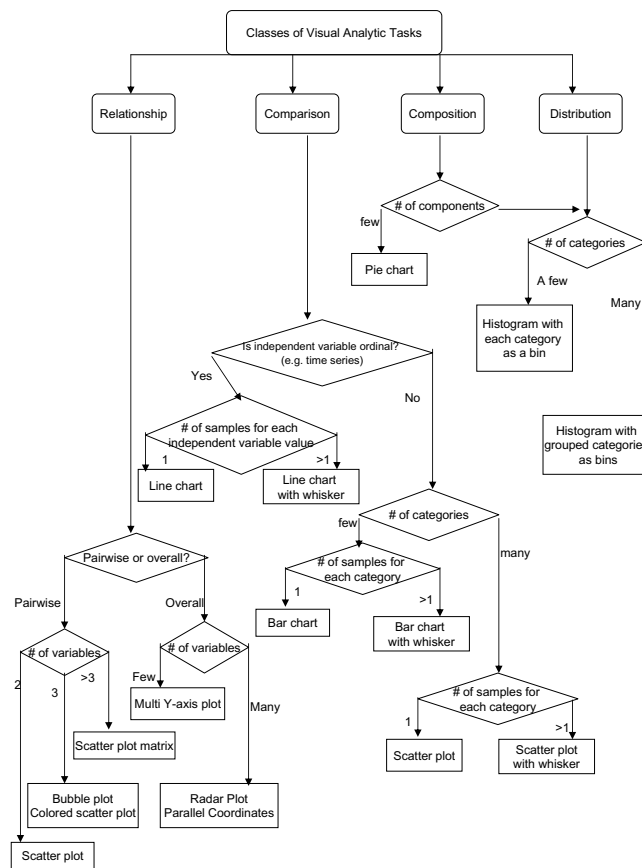 Classes of Visual Analytic Tasks
Relationship
Comparison
Composition
Distribution
# of components
few
Pie chart
# of categories
A few
Many
Histogram with
each category
as a bin
Histogram with
grouped categorie
as bins
Is independent variable ordinal?
(e.g. time series)
Yes
No
# of samples for each
independent variable value
1
>1
Line chart
Line chart
with whisker
# of categories
few
many
# of samples for
each category
1
>1
Bar chart
Bar chart
with whisker
# of samples for
each category
1
>1
Scatter plot
Scatter plot
with whisker
Pairwise or overall?
Pairwise
Overall
# of variables
2
3
>3
# of variables
Few
Many
Multi Y-axis plot
Scatter plot matrix
Bubble plot
Colored scatter plot
Radar Plot
Parallel Coordinates
Scatter plot